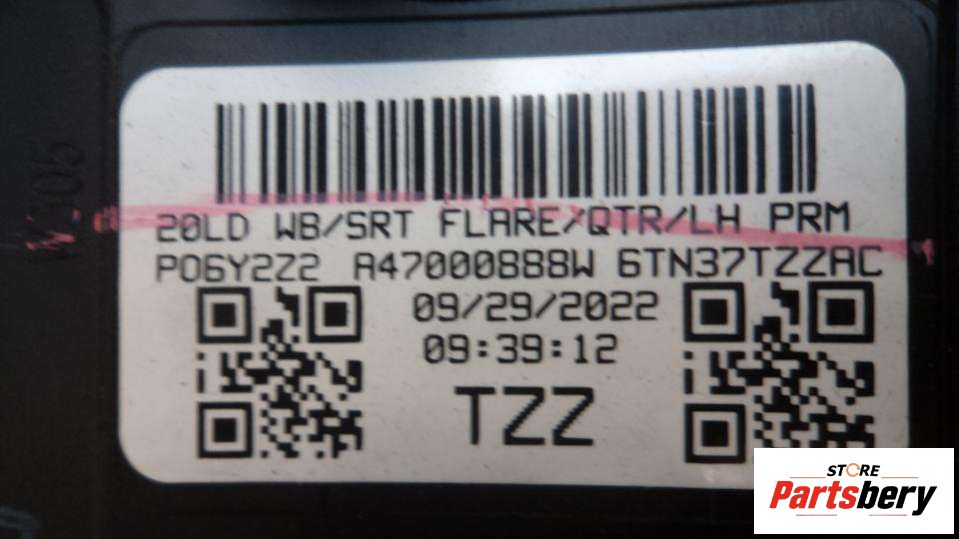 20LD WB/SRT FLARE/QTR/LH PRM
P06Y2Z2 A47000888W 6TN37TZZAC
09/29/2022
09:39:12
TZZ
STORE
Partsbery